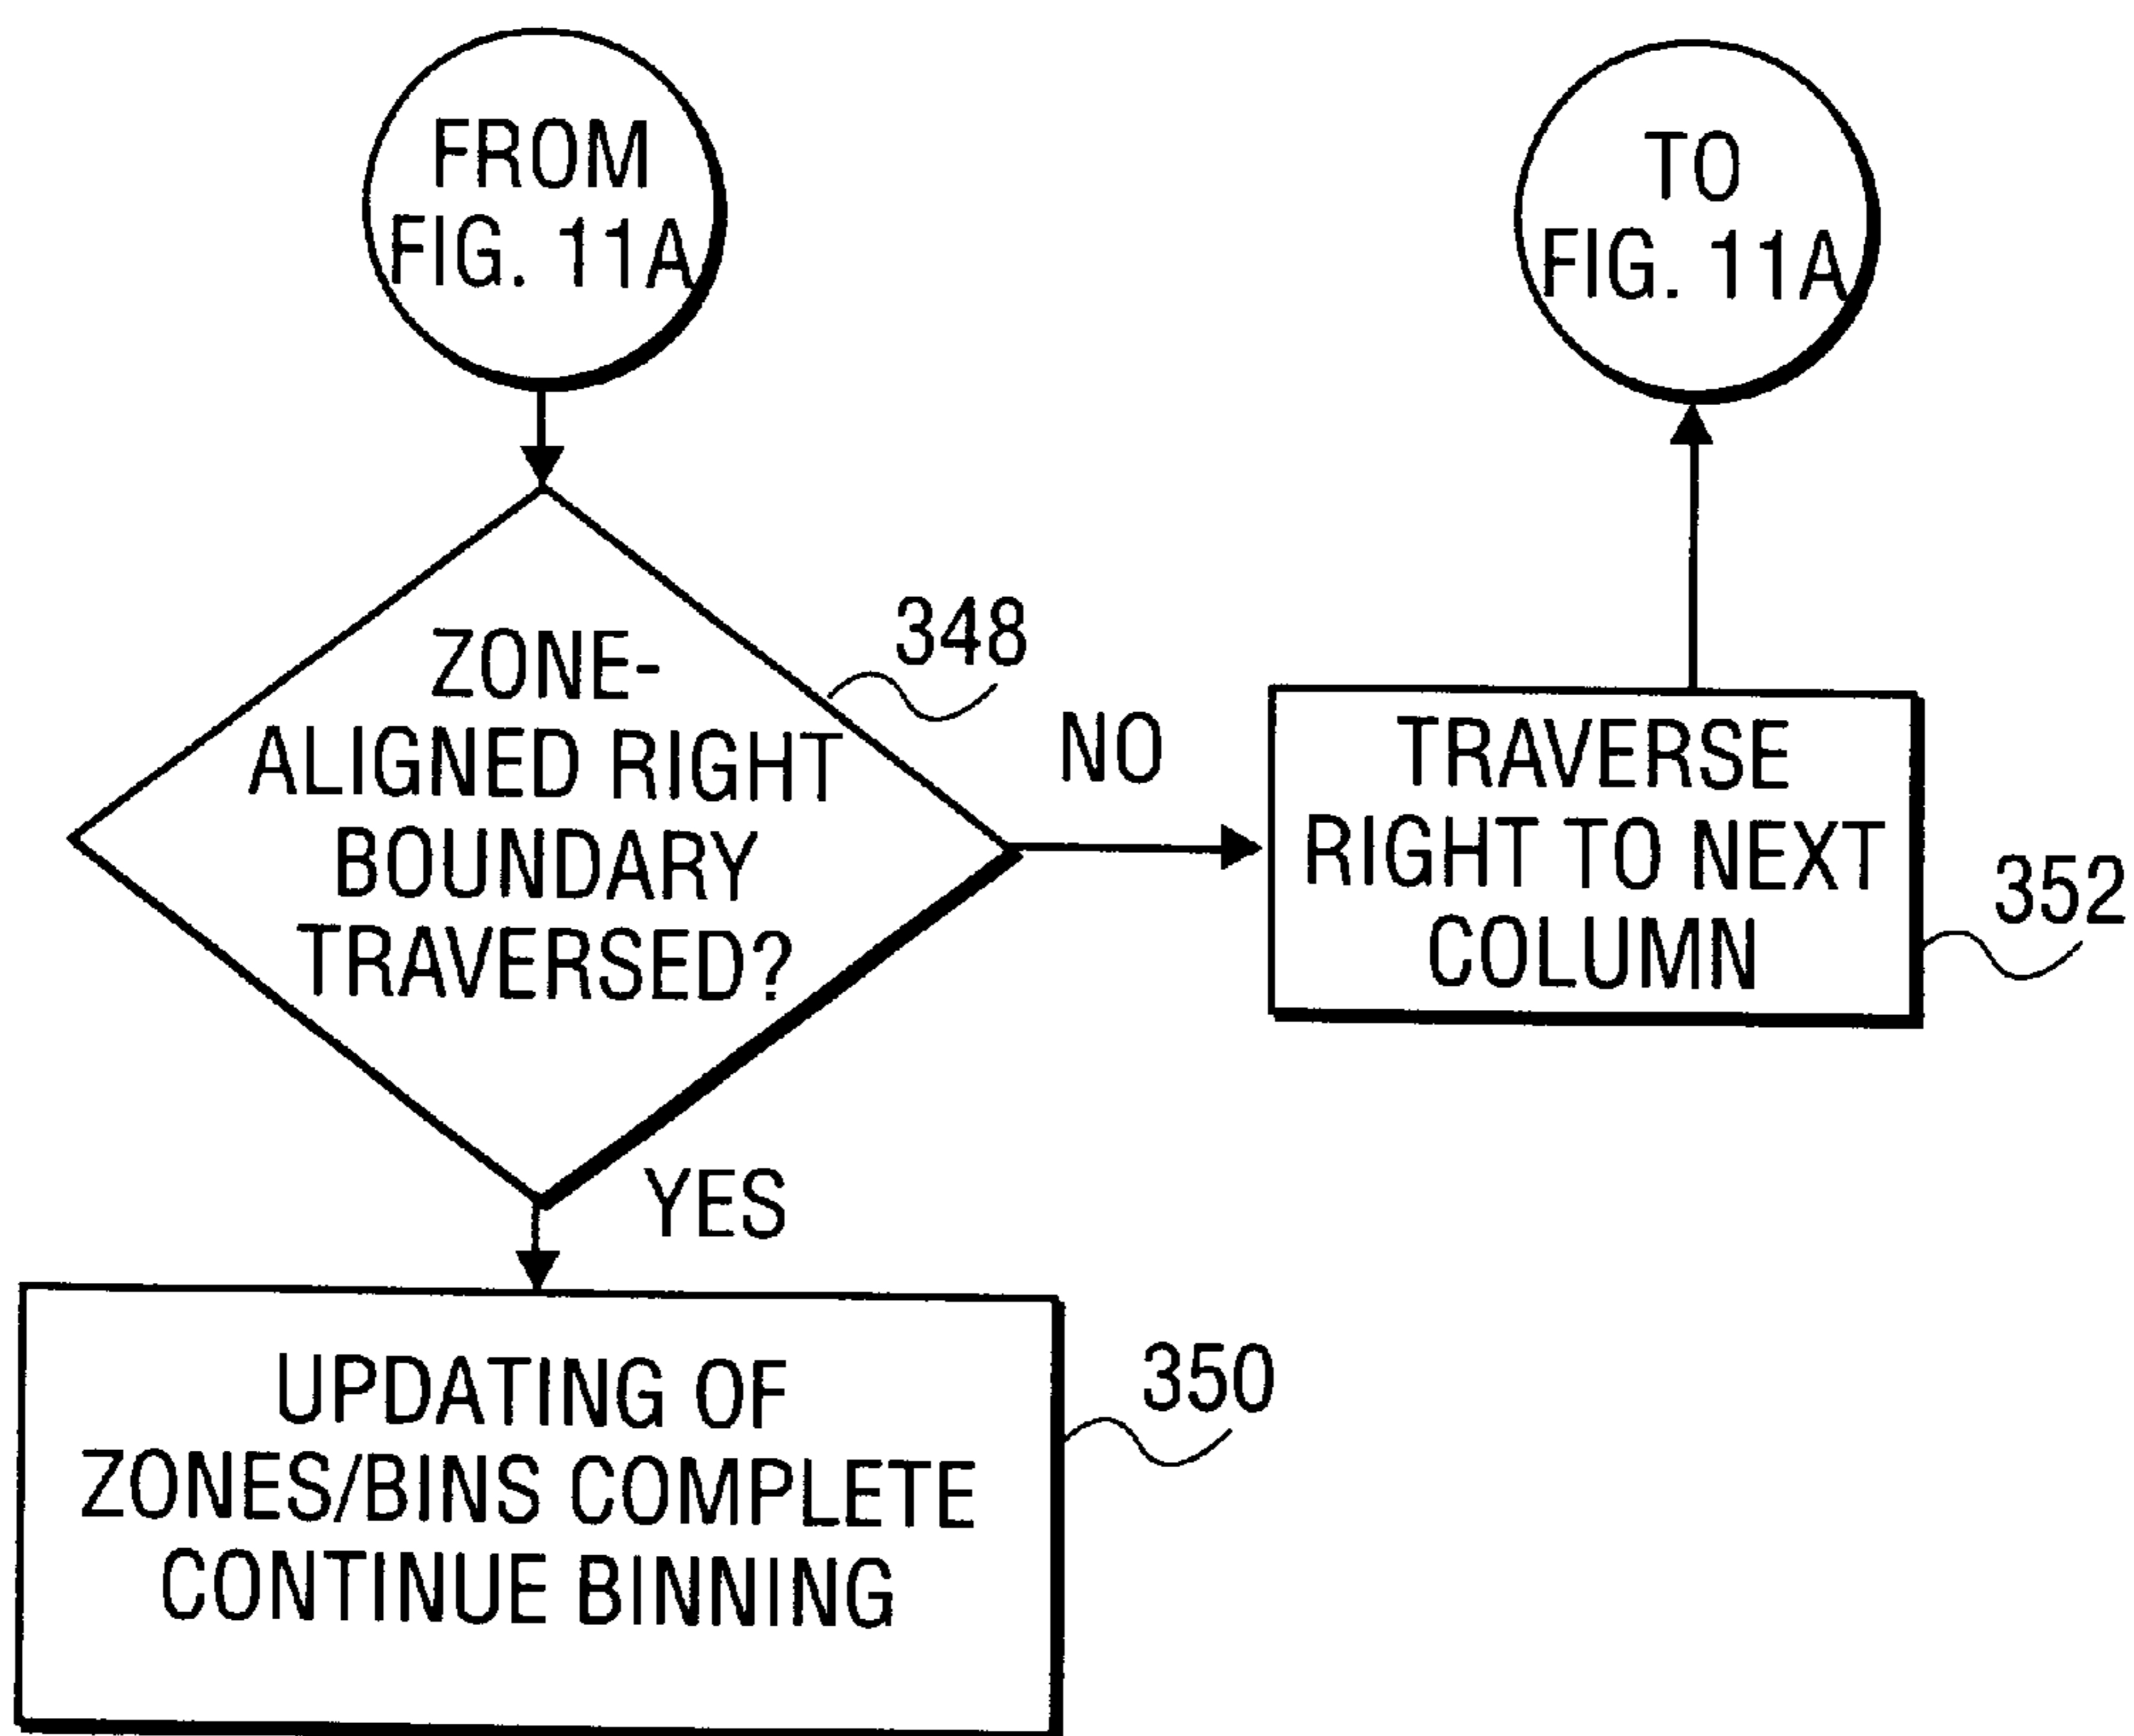 FROM
FIG. 11A
TO
FIG. 11A
ZONE-
ALIGNED RIGHT
BOUNDARY
TRAVERSED?
348
NO
TRAVERSE
RIGHT TO NEXT
COLUMN
352
YES
UPDATING OF
ZONES/BINS COMPLETE
CONTINUE BINNING
350